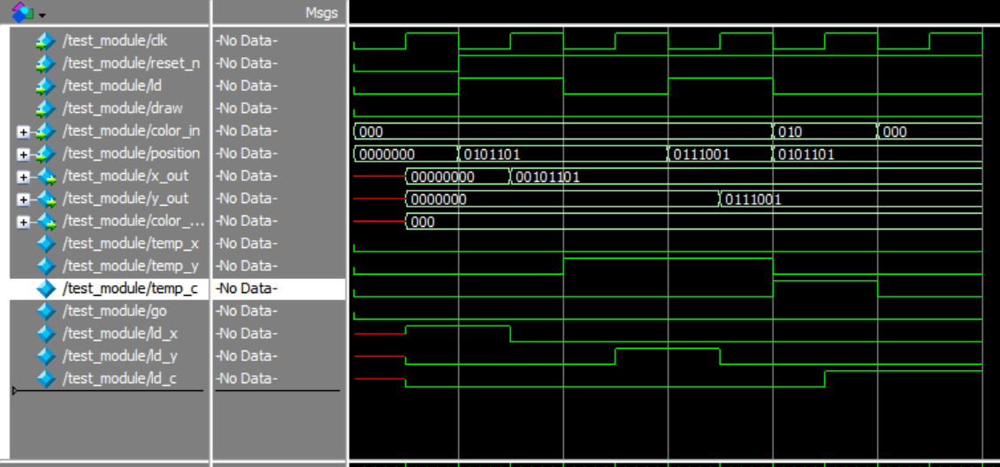 Msgs
/test_module/clk -No Data-
/test_module/reset_n -No Data-
/test_module/ld -No Data-
/test_module/draw -No Data-
/test_module/color_in -No Data- 000 010 000
/test_module/position -No Data- 0000000 0101101 0111001 0101101
/test_module/x_out -No Data- 00000000 00101101
/test_module/y_out -No Data- 0000000 0111001
/test_module/color_... -No Data- 000
/test_module/temp_x -No Data-
/test_module/temp_y -No Data-
/test_module/temp_c -No Data-
/test_module/go -No Data-
/test_module/ld_x -No Data-
/test_module/ld_y -No Data-
/test_module/ld_c -No Data-